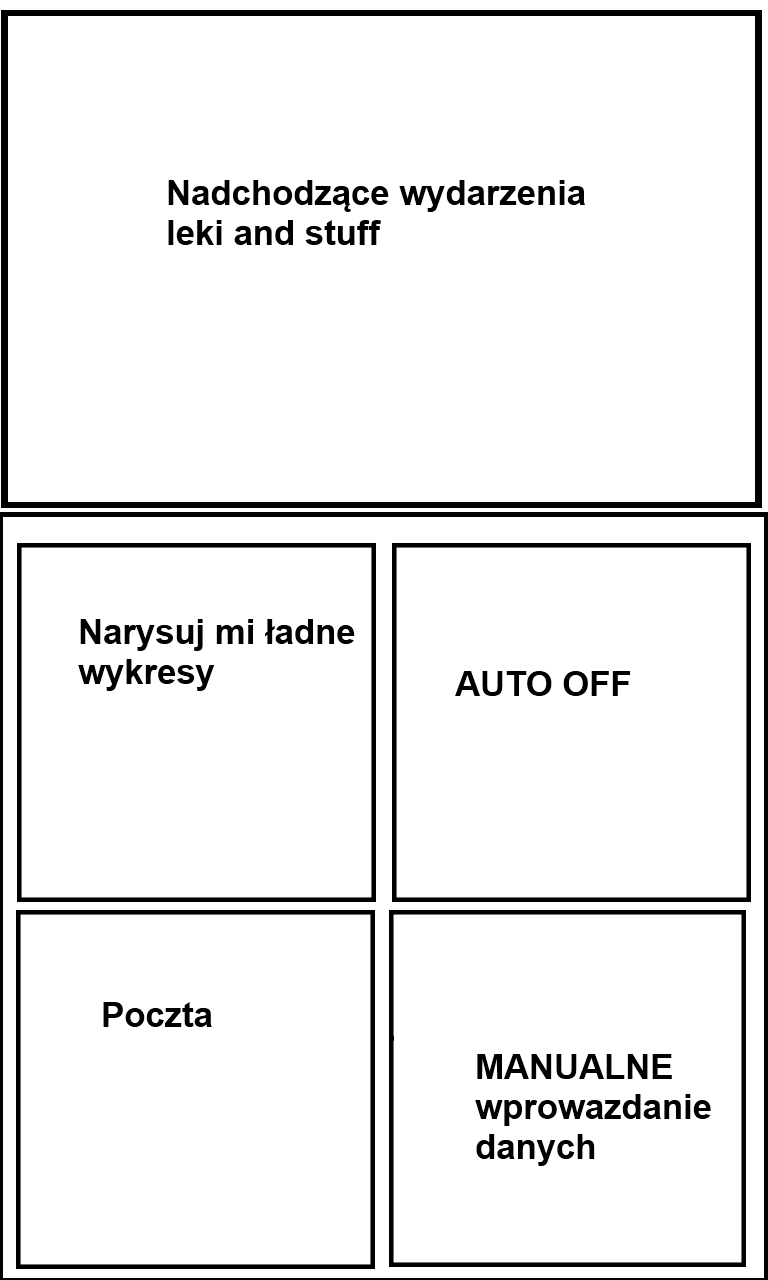 Nadchodzące wydarzenia
leki and stuff
Narysuj mi ładne
wykresy
AUTO OFF
Poczta
MANUALNE
wprowazdanie
danych